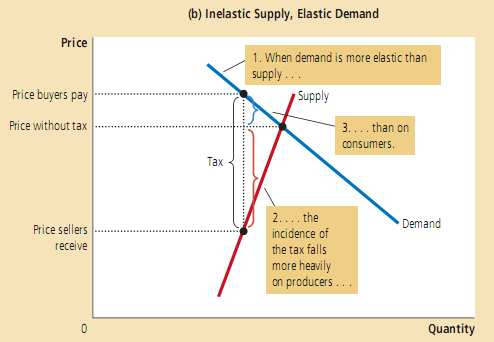 (b) Inelastic Supply, Elastic Demand
Price
1. When demand is more elastic than
supply . . .
Price buyers pay
Supply
Price without tax
3. . . . than on
consumers.
Tax
2. . . . the
incidence of
the tax falls
more heavily
on producers . . .
Price sellers
receive
Demand
0
Quantity